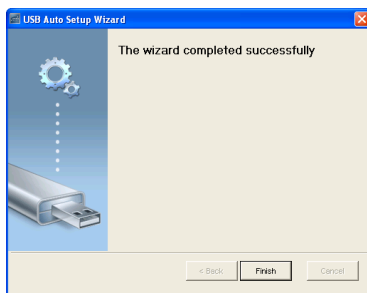 USB Auto Setup Wizard
The wizard completed successfully
< Back Finish Cancel